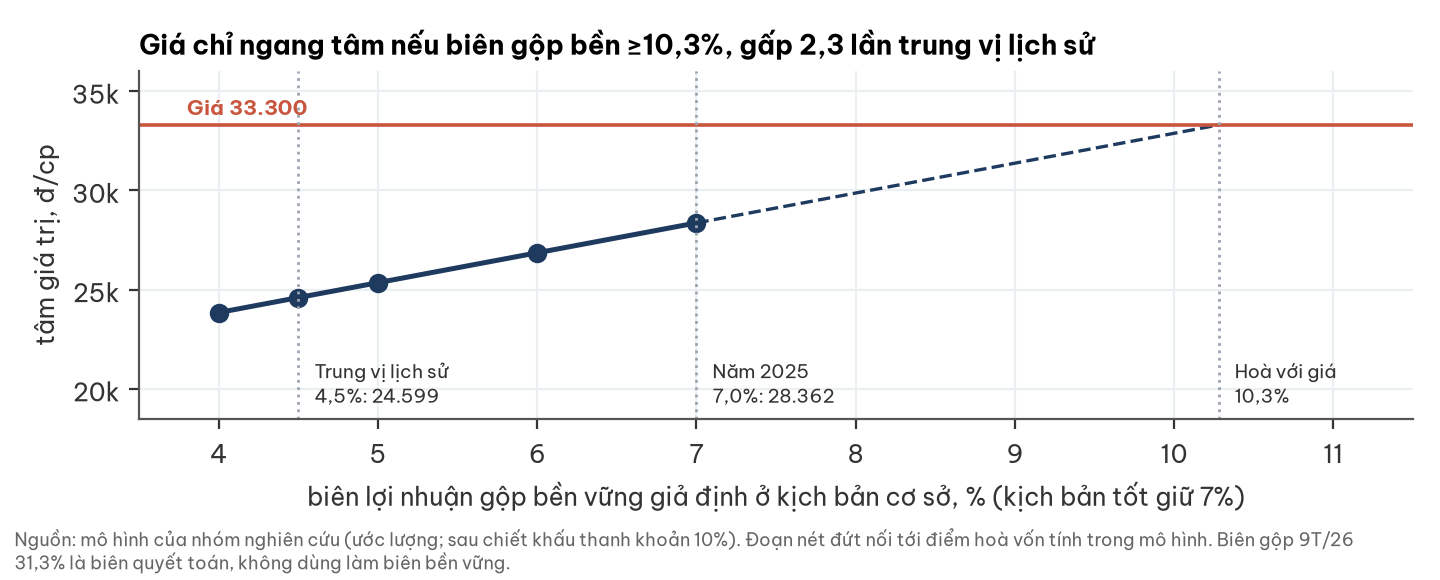 Giá chỉ ngang tâm nếu biên gộp bền ≥10,3%, gấp 2,3 lần trung vị lịch sử
35k
Giá 33.300
30k
25k
20k
tâm giá trị, đ/cp
Trung vị lịch sử
4,5%: 24.599
Năm 2025
7,0%: 28.362
Hoà với giá
10,3%
4 5 6 7 8 9 10 11
biên lợi nhuận gộp bền vững giả định ở kịch bản cơ sở, % (kịch bản tốt giữ 7%)
Nguồn: mô hình của nhóm nghiên cứu (ước lượng; sau chiết khấu thanh khoản 10%). Đoạn nét đứt nối tới điểm hoà vốn tính trong mô hình. Biên gộp 9T/26
31,3% là biên quyết toán, không dùng làm biên bền vững.